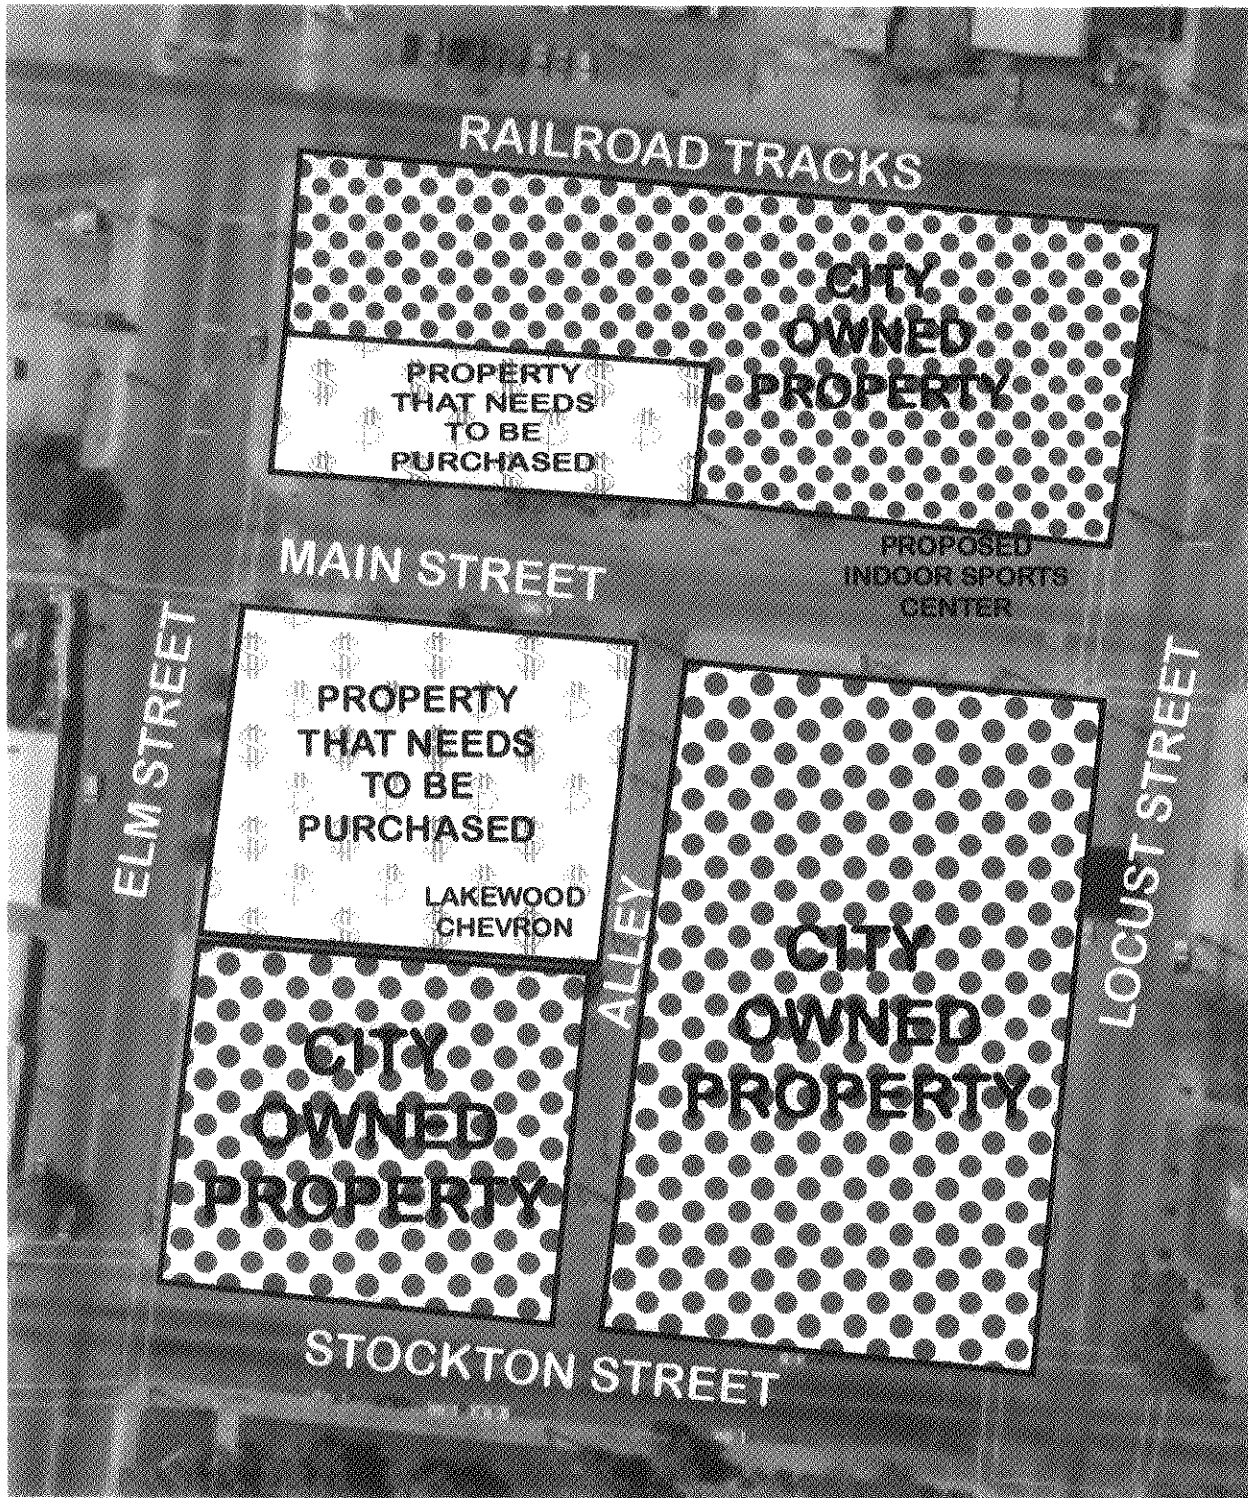 RAILROAD TRACKS
CITY
OWNED
PROPERTY
PROPERTY
THAT NEEDS
TO BE
PURCHASED
MAIN STREET
PROPOSED
INDOOR SPORTS
CENTER
ELM STREET
PROPERTY
THAT NEEDS
TO BE
PURCHASED
LAKEWOOD
CHEVRON
ALLEY
LOCUST STREET
CITY
OWNED
PROPERTY
CITY
OWNED
PROPERTY
STOCKTON STREET